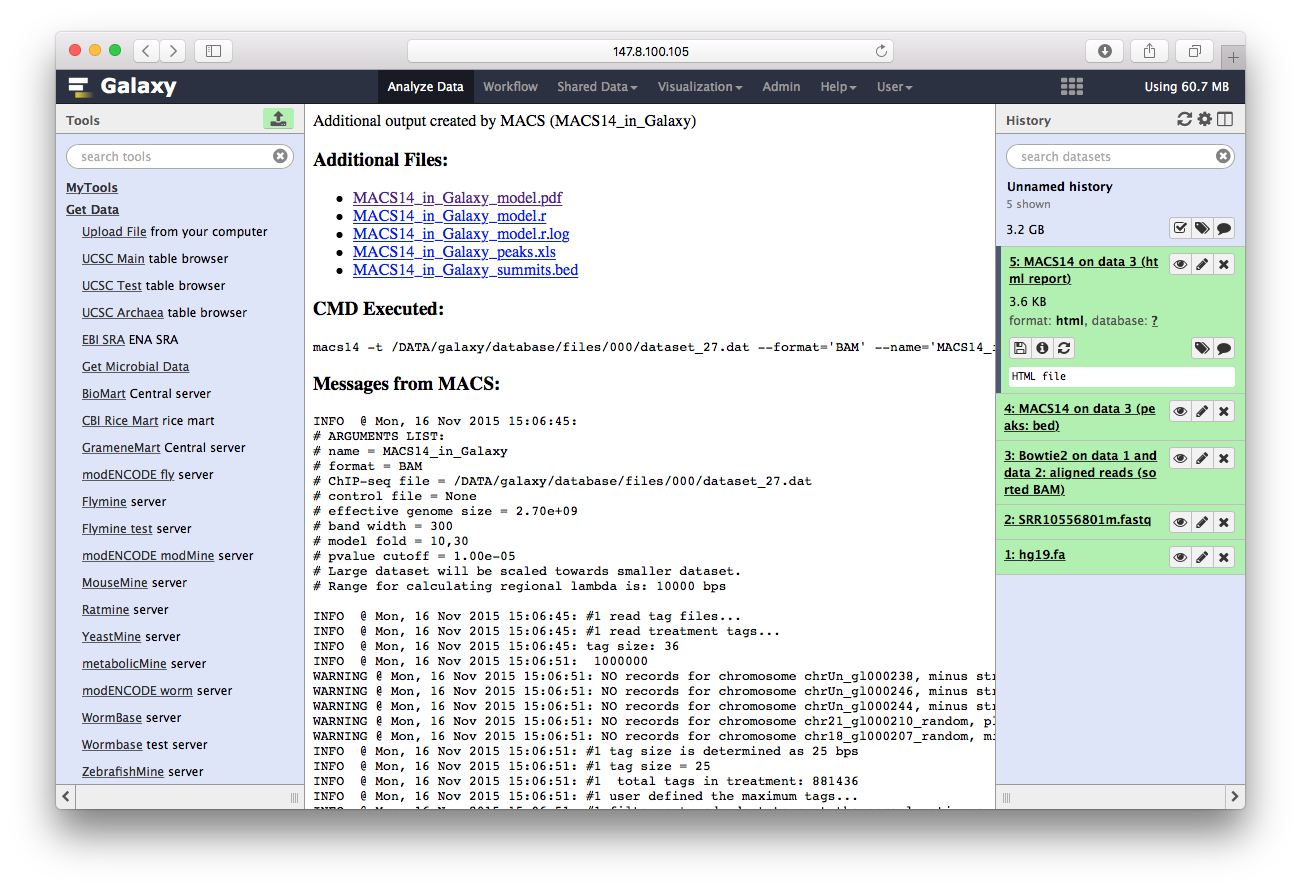 147.8.100.105
Galaxy
Analyze Data Workflow Shared Data Visualization Admin Help User
Using 60.7 MB
Tools
search tools
MyTools
Get Data
Upload File from your computer
UCSC Main table browser
UCSC Test table browser
UCSC Archaea table browser
EBI SRA ENA SRA
Get Microbial Data
BioMart Central server
CBI Rice Mart rice mart
GrameneMart Central server
modENCODE fly server
Flymine server
Flymine test server
modENCODE modMine server
MouseMine server
Ratmine server
YeastMine server
metabolicMine server
modENCODE worm server
WormBase server
Wormbase test server
ZebrafishMine server
Additional output created by MACS (MACS14_in_Galaxy)
Additional Files:
MACS14_in_Galaxy_model.pdf
MACS14_in_Galaxy_model.r
MACS14_in_Galaxy_model.r.log
MACS14_in_Galaxy_peaks.xls
MACS14_in_Galaxy_summits.bed
CMD Executed:
macs14 -t /DATA/galaxy/database/files/000/dataset_27.dat --format='BAM' --name='MACS14_i
Messages from MACS:
INFO  @ Mon, 16 Nov 2015 15:06:45:
# ARGUMENTS LIST:
# name = MACS14_in_Galaxy
# format = BAM
# ChIP-seq file = /DATA/galaxy/database/files/000/dataset_27.dat
# control file = None
# effective genome size = 2.70e+09
# band width = 300
# model fold = 10,30
# pvalue cutoff = 1.00e-05
# Large dataset will be scaled towards smaller dataset.
# Range for calculating regional lambda is: 10000 bps
INFO  @ Mon, 16 Nov 2015 15:06:45: #1 read tag files...
INFO  @ Mon, 16 Nov 2015 15:06:45: #1 read treatment tags...
INFO  @ Mon, 16 Nov 2015 15:06:45: tag size: 36
INFO  @ Mon, 16 Nov 2015 15:06:51:  1000000
WARNING @ Mon, 16 Nov 2015 15:06:51: NO records for chromosome chrUn_gl000238, minus str
WARNING @ Mon, 16 Nov 2015 15:06:51: NO records for chromosome chrUn_gl000246, minus str
WARNING @ Mon, 16 Nov 2015 15:06:51: NO records for chromosome chrUn_gl000244, minus str
WARNING @ Mon, 16 Nov 2015 15:06:51: NO records for chromosome chr21_gl000210_random, pl
WARNING @ Mon, 16 Nov 2015 15:06:51: NO records for chromosome chr18_gl000207_random, mi
INFO  @ Mon, 16 Nov 2015 15:06:51: #1 tag size is determined as 25 bps
INFO  @ Mon, 16 Nov 2015 15:06:51: #1 tag size = 25
INFO  @ Mon, 16 Nov 2015 15:06:51: #1  total tags in treatment: 881436
INFO  @ Mon, 16 Nov 2015 15:06:51: #1 user defined the maximum tags...
History
search datasets
Unnamed history
5 shown
3.2 GB
5: MACS14 on data 3 (ht
ml report)
3.6 KB
format: html, database: ?
HTML file
4: MACS14 on data 3 (pe
aks: bed)
3: Bowtie2 on data 1 and
data 2: aligned reads (so
rted BAM)
2: SRR10556801m.fastq
1: hg19.fa